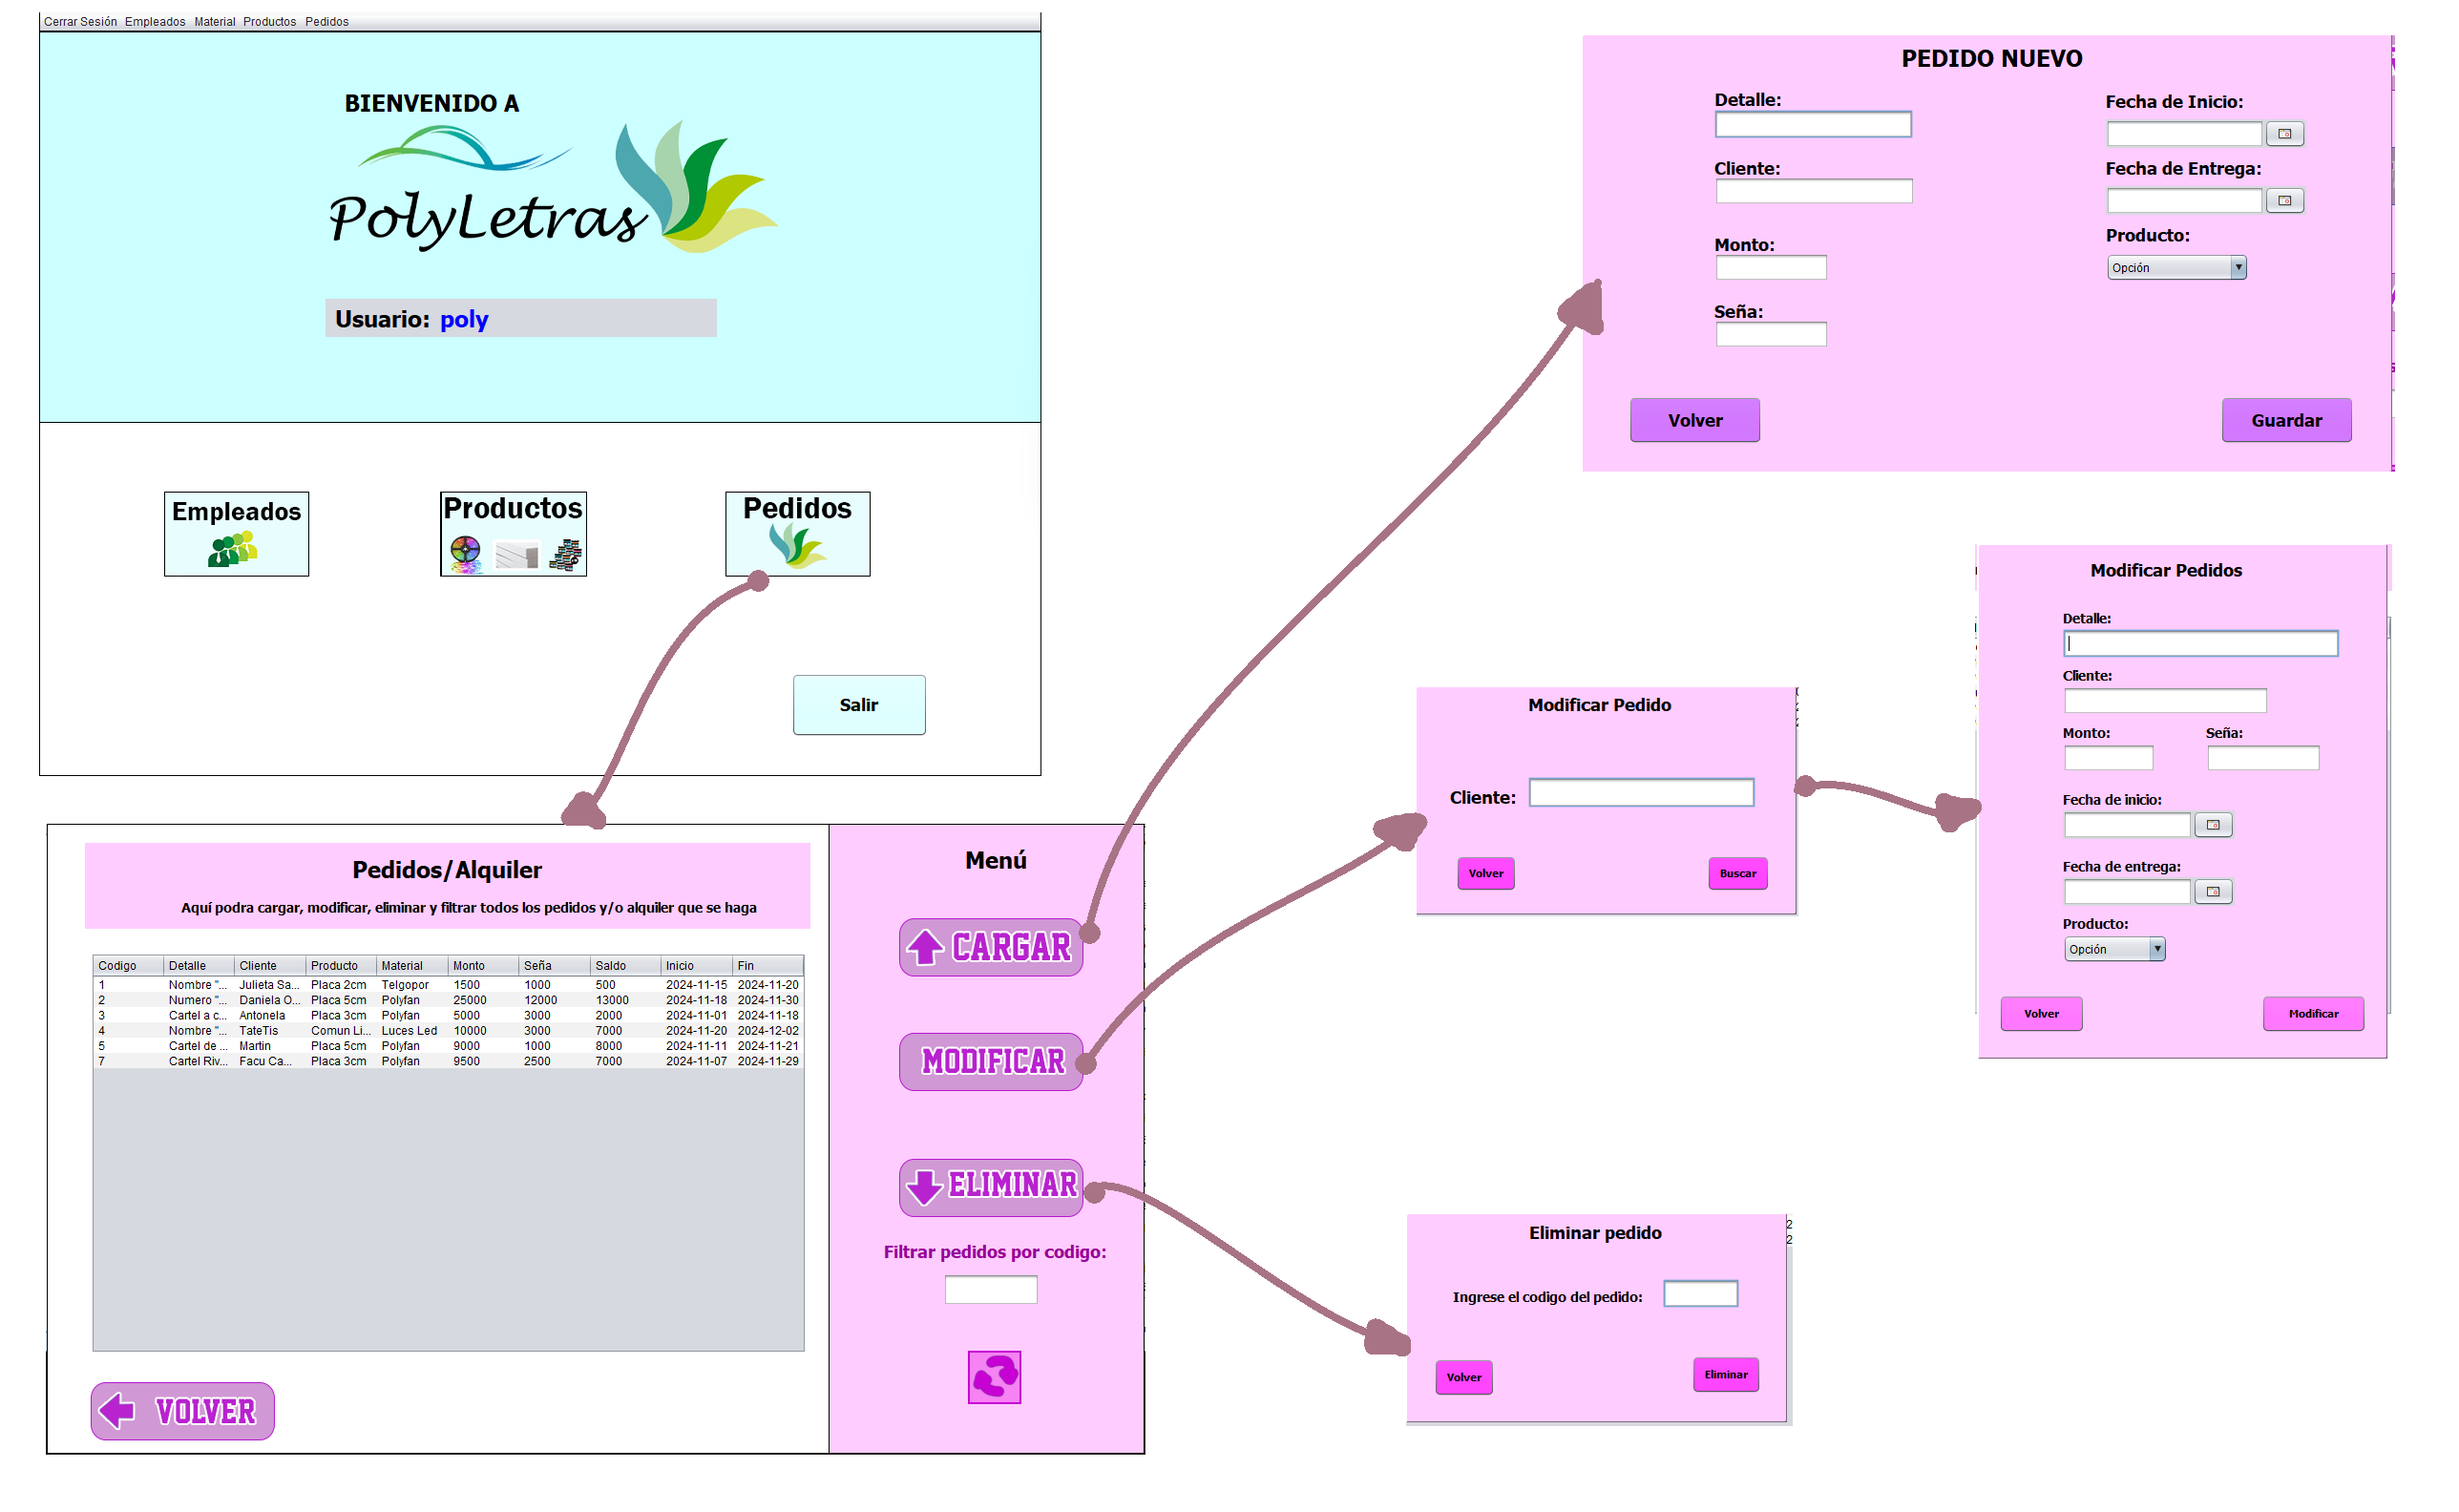 Cerrar Sesión Empleados Material Productos Pedidos
BIENVENIDO A
PolyLetras
Usuario: poly
Empleados
Productos
Pedidos
Salir
Pedidos/Alquiler
Aquí podra cargar, modificar, eliminar y filtrar todos los pedidos y/o alquiler que se haga
Codigo Detalle Cliente Producto Material Monto Seña Saldo Inicio Fin
1 Nombre "... Julieta Sa... Placa 2cm Telgopor 1500 1000 500 2024-11-15 2024-11-20
2 Numero "... Daniela O... Placa 5cm Polyfan 25000 12000 13000 2024-11-18 2024-11-30
3 Cartel a c... Antonela Placa 3cm Polyfan 5000 3000 2000 2024-11-01 2024-11-18
4 Nombre "... TateTis Comun Li... Luces Led 10000 3000 7000 2024-11-20 2024-12-02
5 Cartel de ... Martin Placa 5cm Polyfan 9000 1000 8000 2024-11-11 2024-11-21
7 Cartel Riv... Facu Ca... Placa 3cm Polyfan 9500 2500 7000 2024-11-07 2024-11-29
VOLVER
Menú
CARGAR
MODIFICAR
ELIMINAR
Filtrar pedidos por codigo:
PEDIDO NUEVO
Detalle:
Fecha de Inicio:
Cliente:
Fecha de Entrega:
Monto:
Producto:
Opción
Seña:
Volver
Guardar
Modificar Pedido
Cliente:
Volver
Buscar
Modificar Pedidos
Detalle:
Cliente:
Monto:
Seña:
Fecha de inicio:
Fecha de entrega:
Producto:
Opción
Volver
Modificar
Eliminar pedido
Ingrese el codigo del pedido:
Volver
Eliminar
2
2